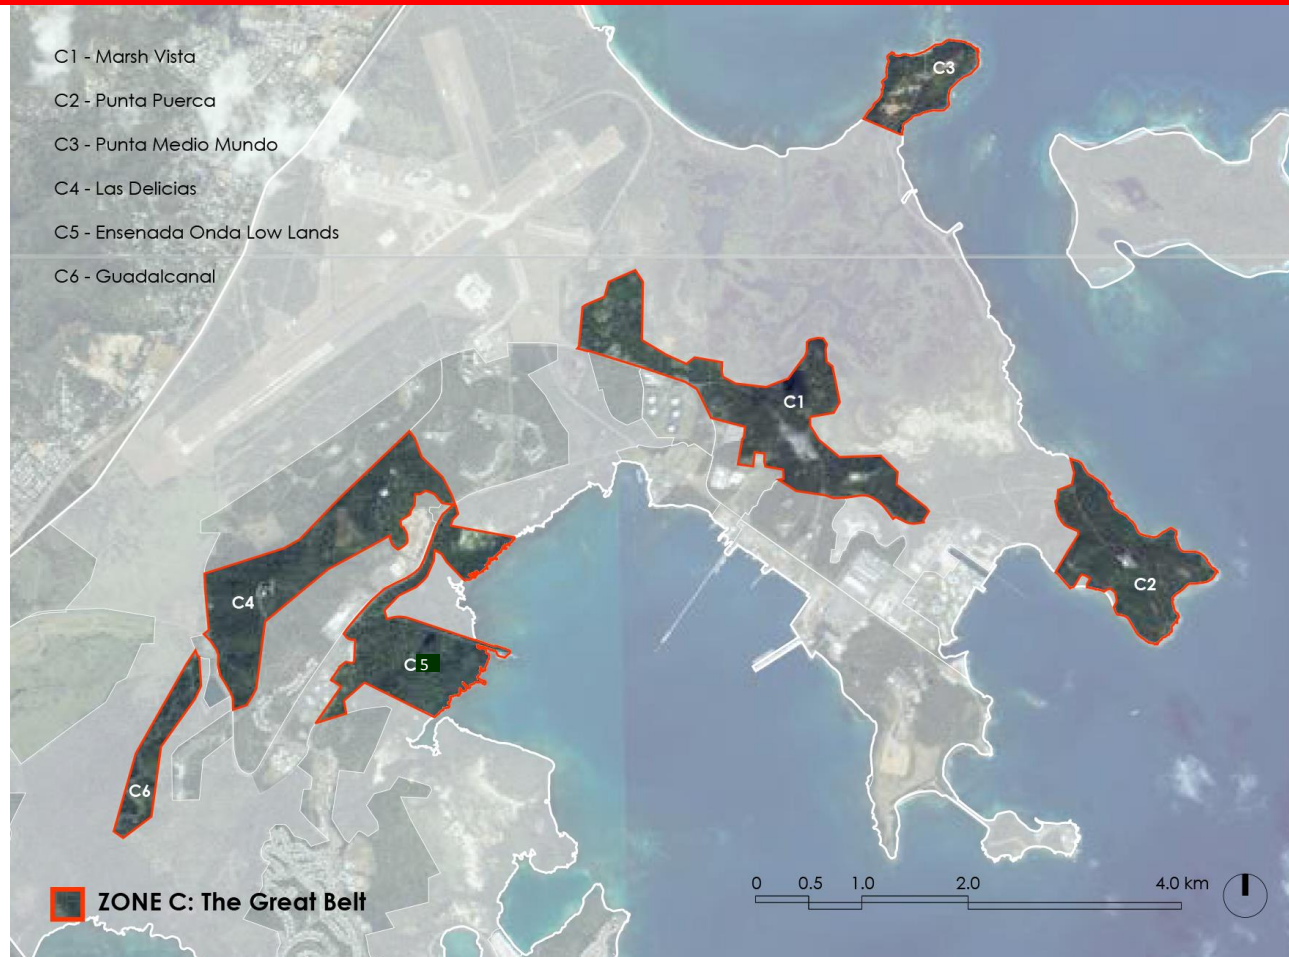 C1 - Marsh Vista
C2 - Punta Puerca
C3 - Punta Medio Mundo
C4 - Las Delicias
C5 - Ensenada Onda Low Lands
C6 - Guadalcanal
C3
C1
C2
C4
C5
C6
ZONE C: The Great Belt
0 0.5 1.0 2.0 4.0 km